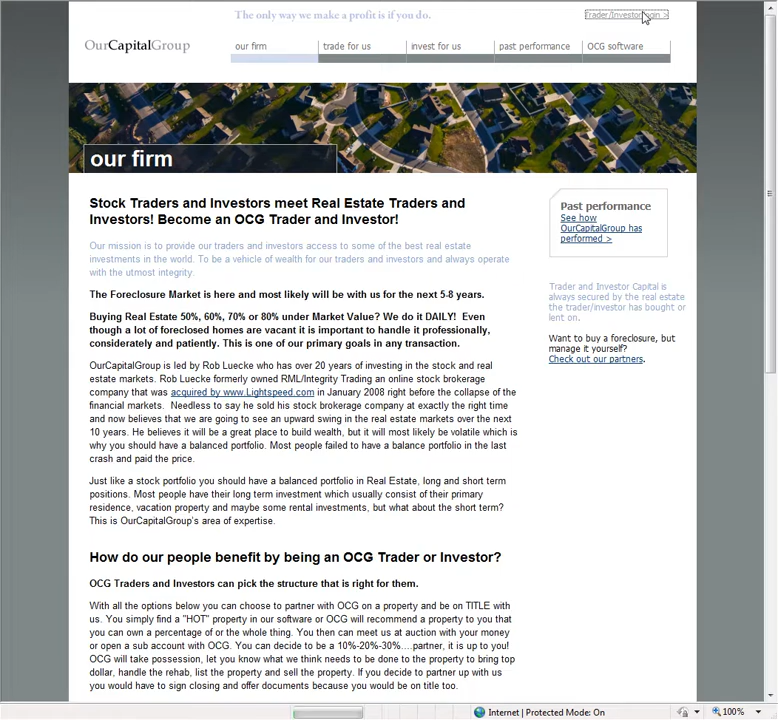 The only way we make a profit is if you do.
Trader/Investor Login >
OurCapitalGroup
our firm
trade for us
invest for us
past performance
OCG software
our firm
Stock Traders and Investors meet Real Estate Traders and
Investors! Become an OCG Trader and Investor!
Our mission is to provide our traders and investors access to some of the best real estate
investments in the world. To be a vehicle of wealth for our traders and investors and always operate
with the utmost integrity.
The Foreclosure Market is here and most likely will be with us for the next 5-8 years.
Buying Real Estate 50%, 60%, 70% or 80% under Market Value? We do it DAILY! Even
though a lot of foreclosed homes are vacant it is important to handle it professionally,
considerately and patiently. This is one of our primary goals in any transaction.
OurCapitalGroup is led by Rob Luecke who has over 20 years of investing in the stock and real
estate markets. Rob Luecke formerly owned RML/Integrity Trading an online stock brokerage
company that was acquired by www.Lightspeed.com in January 2008 right before the collapse of the
financial markets. Needless to say he sold his stock brokerage company at exactly the right time
and now believes that we are going to see an upward swing in the real estate markets over the next
10 years. He believes it will be a great place to build wealth, but it will most likely be volatile which is
why you should have a balanced portfolio. Most people failed to have a balance portfolio in the last
crash and paid the price.
Just like a stock portfolio you should have a balanced portfolio in Real Estate, long and short term
positions. Most people have their long term investment which usually consist of their primary
residence, vacation property and maybe some rental investments, but what about the short term?
This is OurCapitalGroup's area of expertise.
How do our people benefit by being an OCG Trader or Investor?
OCG Traders and Investors can pick the structure that is right for them.
With all the options below you can choose to partner with OCG on a property and be on TITLE with
us. You simply find a "HOT" property in our software or OCG will recommend a property to you that
you can own a percentage of or the whole thing. You then can meet us at auction with your money
or open a sub account with OCG. You can decide to be a 10%-20%-30%....partner, it is up to you!
OCG will take possession, let you know what we think needs to be done to the property to bring top
dollar, handle the rehab, list the property and sell the property. If you decide to partner up with us
you would have to sign closing and offer documents because you would be on title too.
Past performance
See how
OurCapitalGroup has
performed >
Trader and Investor Capital is
always secured by the real estate
the trader/investor has bought or
lent on.
Want to buy a foreclosure, but
manage it yourself?
Check out our partners.
Internet | Protected Mode: On
100%